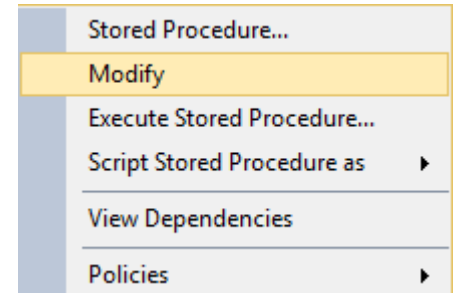 Stored Procedure...
Modify
Execute Stored Procedure...
Script Stored Procedure as
View Dependencies
Policies